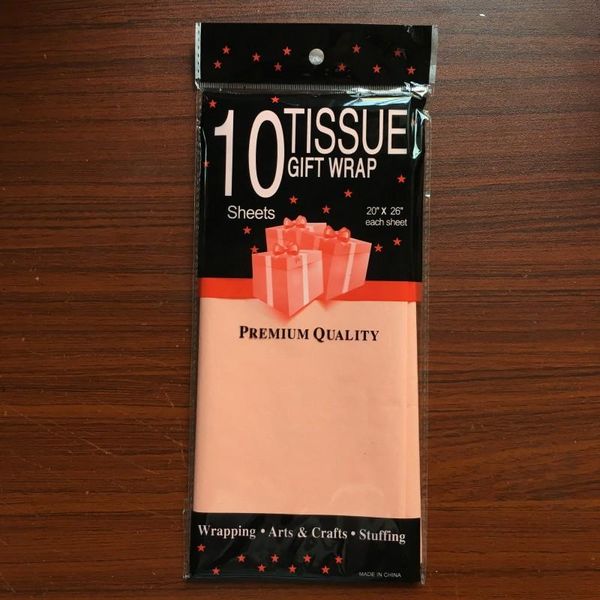 10 TISSUE
GIFT WRAP
Sheets
20" X 26"
each sheet
PREMIUM QUALITY
Wrapping • Arts & Crafts • Stuffing
MADE IN CHINA